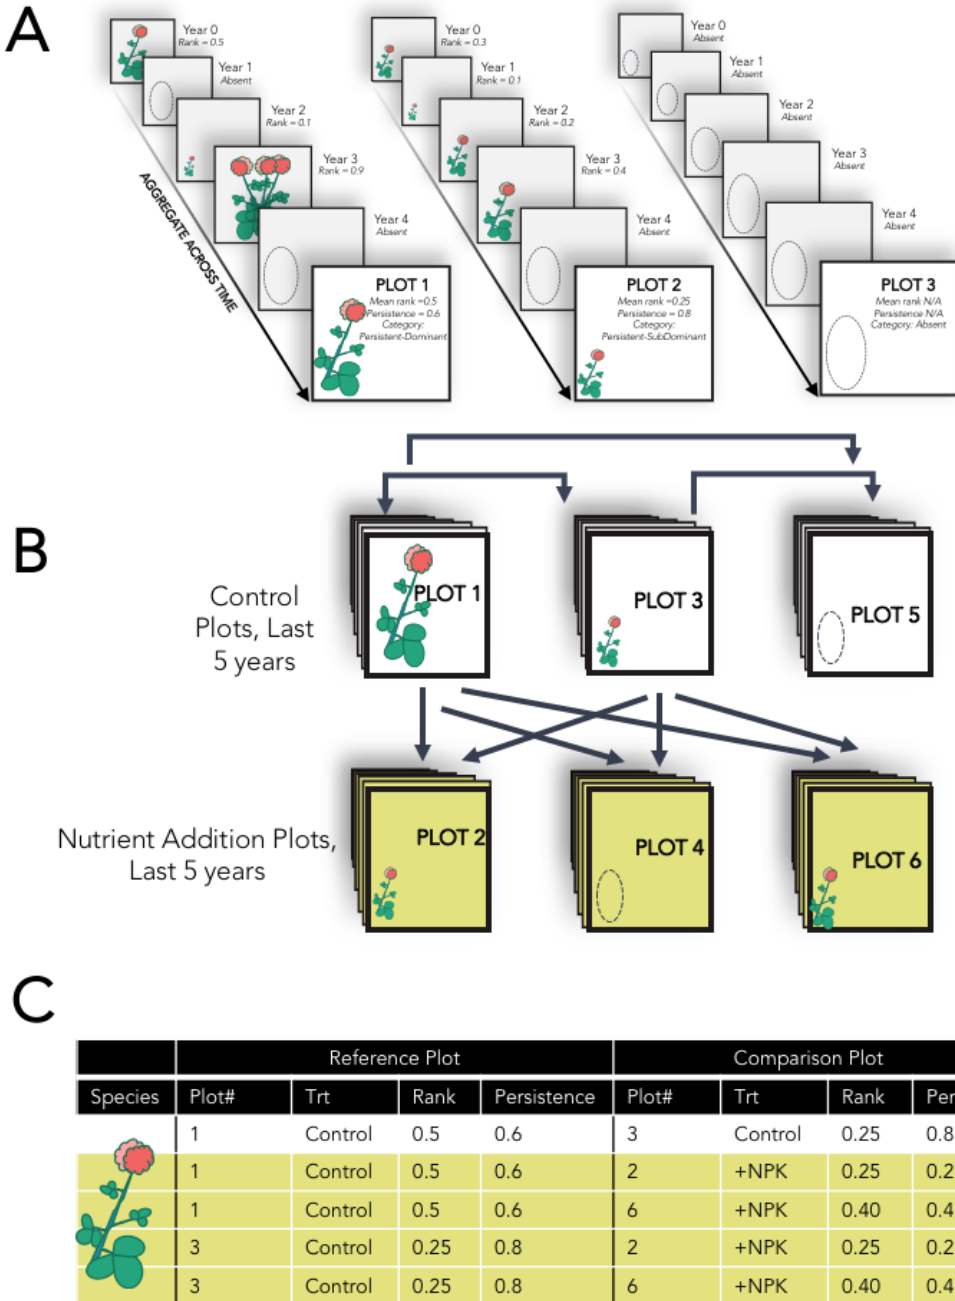 A
Year 0
Rank = 0.5
Year 1
Absent
Year 2
Rank = 0.1
Year 3
Rank = 0.9
Year 4
Absent
AGGREGATE ACROSS TIME
PLOT 1
Mean rank =0.5
Persistence = 0.6
Category:
Persistent-Dominant
Year 0
Rank = 0.3
Year 1
Rank = 0.1
Year 2
Rank = 0.2
Year 3
Rank = 0.4
Year 4
Absent
PLOT 2
Mean rank =0.25
Persistence = 0.8
Category:
Persistent-SubDominant
Year 0
Absent
Year 1
Absent
Year 2
Absent
Year 3
Absent
Year 4
Absent
PLOT 3
Mean rank N/A
Persistence N/A
Category: Absent
B
Control
Plots, Last
5 years
PLOT 1
PLOT 3
PLOT 5
Nutrient Addition Plots,
Last 5 years
PLOT 2
PLOT 4
PLOT 6
C
Reference Plot Comparison Plot
Species Plot# Trt Rank Persistence Plot# Trt Rank Per
1 Control 0.5 0.6 3 Control 0.25 0.8
1 Control 0.5 0.6 2 +NPK 0.25 0.2
1 Control 0.5 0.6 6 +NPK 0.40 0.4
3 Control 0.25 0.8 2 +NPK 0.25 0.2
3 Control 0.25 0.8 6 +NPK 0.40 0.4